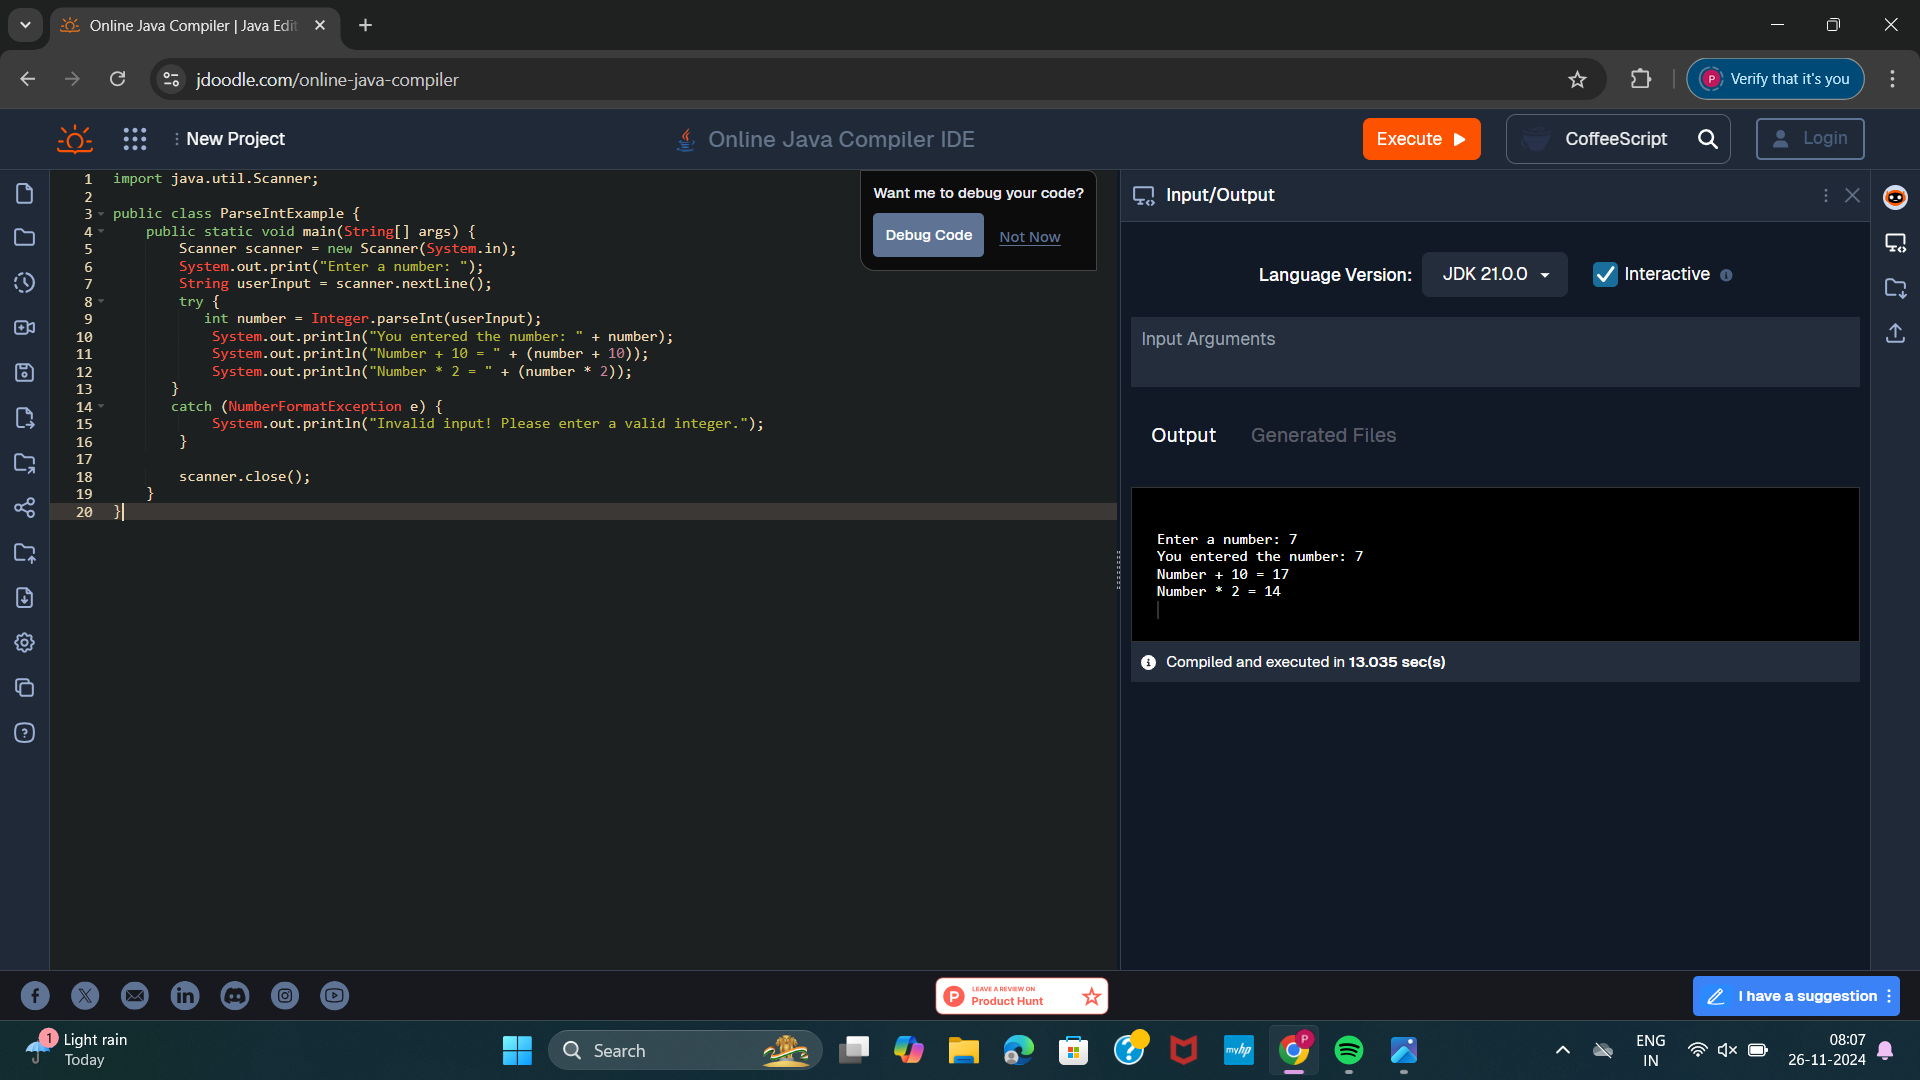 Online Java Compiler | Java Edit
jdoodle.com/online-java-compiler
P Verify that it's you
New Project
Online Java Compiler IDE
Execute
CoffeeScript
Login
1 import java.util.Scanner;
2
3 public class ParseIntExample {
4 public static void main(String[] args) {
5 Scanner scanner = new Scanner(System.in);
6 System.out.print("Enter a number: ");
7 String userInput = scanner.nextLine();
8 try {
9 int number = Integer.parseInt(userInput);
10 System.out.println("You entered the number: " + number);
11 System.out.println("Number + 10 = " + (number + 10));
12 System.out.println("Number * 2 = " + (number * 2));
13 }
14 catch (NumberFormatException e) {
15 System.out.println("Invalid input! Please enter a valid integer.");
16 }
17
18 scanner.close();
19 }
20 }
Want me to debug your code?
Debug Code Not Now
Input/Output
Language Version: JDK 21.0.0 Interactive
Input Arguments
Output Generated Files
Enter a number: 7
You entered the number: 7
Number + 10 = 17
Number * 2 = 14
Compiled and executed in 13.035 sec(s)
P LEAVE A REVIEW ON
Product Hunt
I have a suggestion
1 Light rain
Today
Search
myhp
P
ENG
IN
08:07
26-11-2024